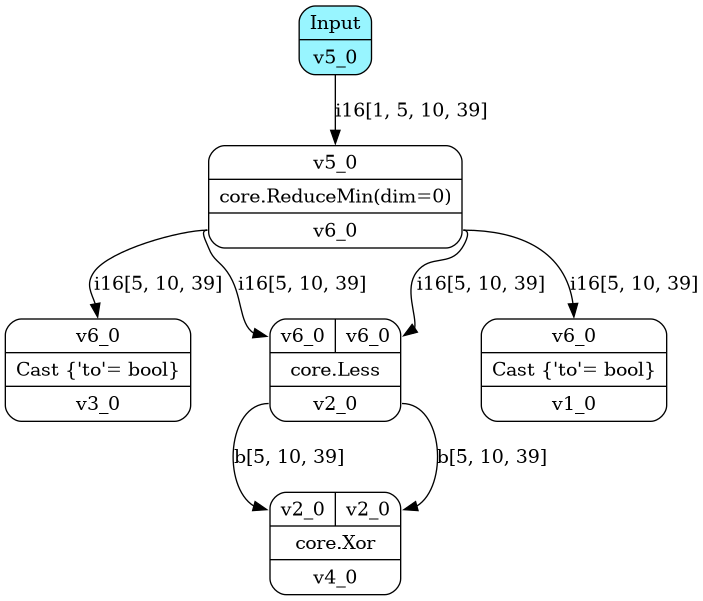 Input
v5_0
i16[1, 5, 10, 39]
v5_0
core.ReduceMin(dim=0)
v6_0
i16[5, 10, 39]
i16[5, 10, 39]
i16[5, 10, 39]
i16[5, 10, 39]
v6_0
Cast {'to'= bool}
v3_0
v6_0 v6_0
core.Less
v2_0
v6_0
Cast {'to'= bool}
v1_0
b[5, 10, 39]
b[5, 10, 39]
v2_0 v2_0
core.Xor
v4_0